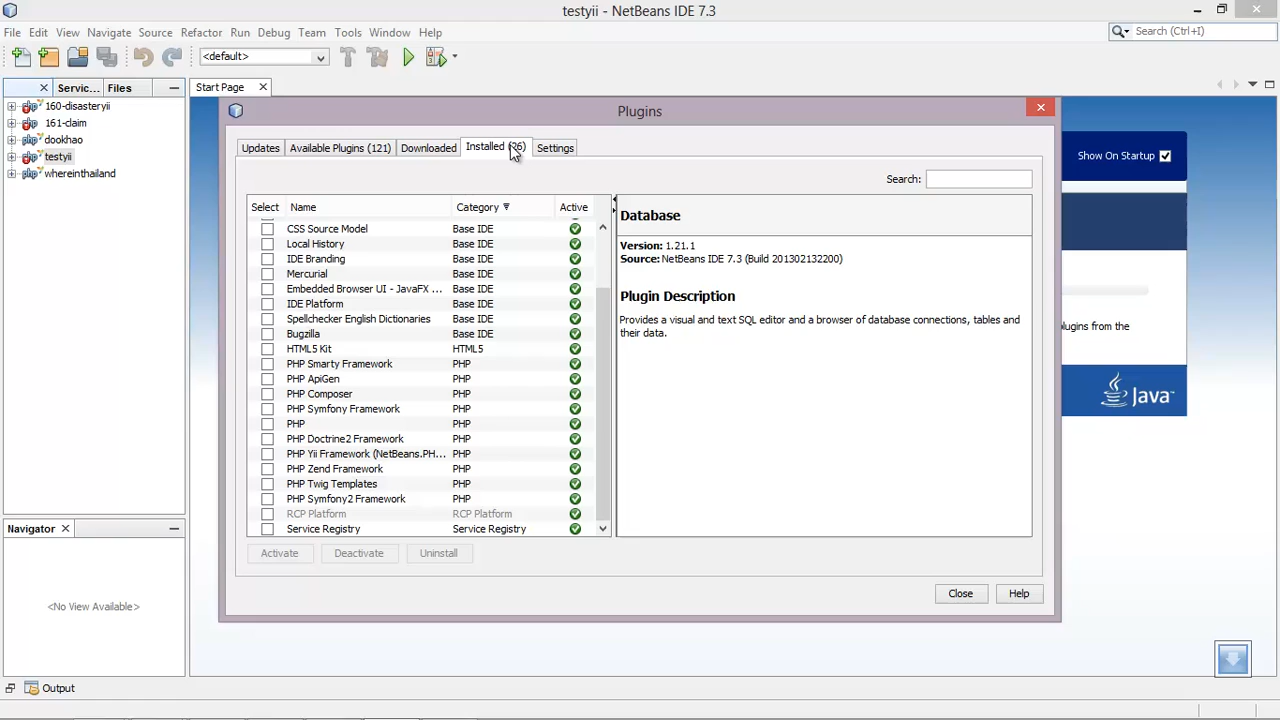 testyii - NetBeans IDE 7.3
File Edit View Navigate Source Refactor Run Debug Team Tools Window Help
Search (Ctrl+I)
<default>
Servic... Files
Start Page
160-disasteryii
161-claim
dookhao
testyii
whereinthailand
Plugins
Show On Startup
Updates Available Plugins (121) Downloaded Installed (26) Settings
Search:
Select Name Category Active
CSS Source Model Base IDE
Local History Base IDE
IDE Branding Base IDE
Mercurial Base IDE
Embedded Browser UI - JavaFX ... Base IDE
IDE Platform Base IDE
Spellchecker English Dictionaries Base IDE
Bugzilla Base IDE
HTML5 Kit HTML5
PHP Smarty Framework PHP
PHP ApiGen PHP
PHP Composer PHP
PHP Symfony Framework PHP
PHP PHP
PHP Doctrine2 Framework PHP
PHP Yii Framework (NetBeans.PH... PHP
PHP Zend Framework PHP
PHP Twig Templates PHP
PHP Symfony2 Framework PHP
RCP Platform RCP Platform
Service Registry Service Registry
Database
Version: 1.21.1
Source: NetBeans IDE 7.3 (Build 201302132200)
Plugin Description
Provides a visual and text SQL editor and a browser of database connections, tables and
their data.
plugins from the
Java™
Activate Deactivate Uninstall
Close Help
Navigator
<No View Available>
Output